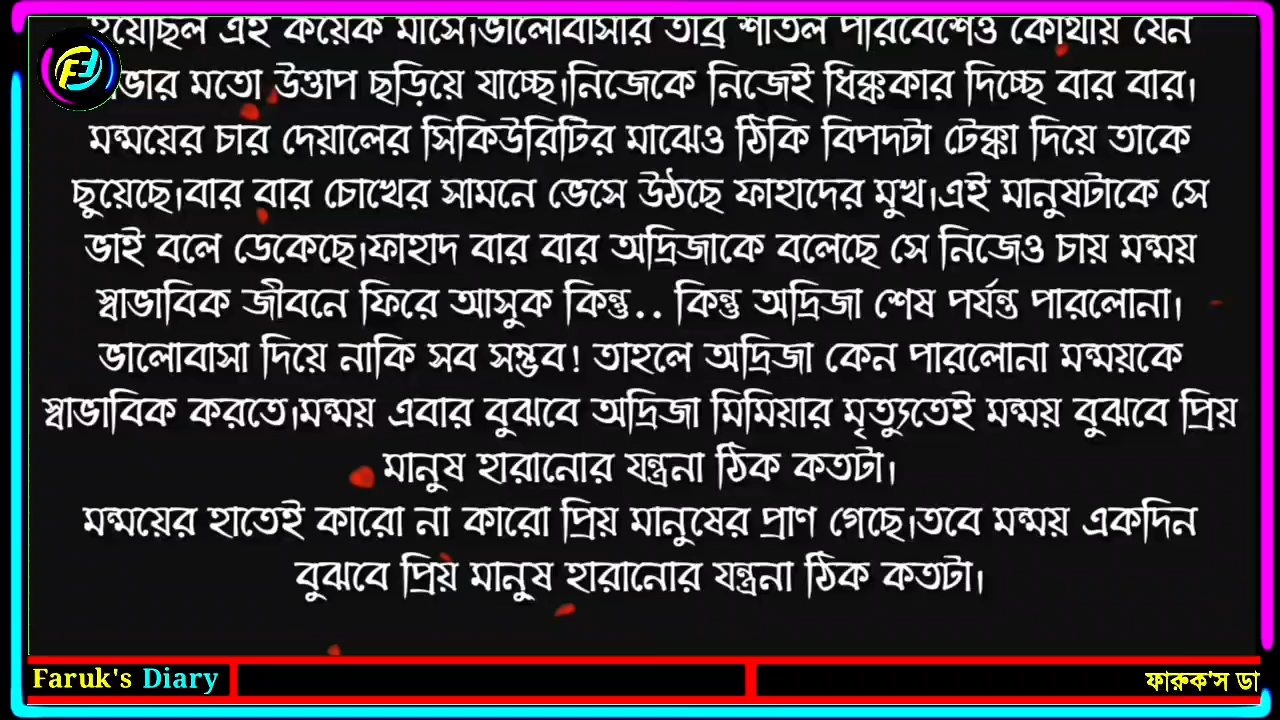 হয়েছিল এই কয়েক মাসে।ভালোবাসার তীব্র শীতল পরিবেশেও কোথায় যেন
ভার মতো উত্তাপ ছড়িয়ে যাচ্ছে।নিজেকে নিজেই ধিক্ককার দিচ্ছে বার বার।
মন্ময়ের চার দেয়ালের সিকিউরিটির মাঝেও ঠিকি বিপদটা টেক্কা দিয়ে তাকে
ছুয়েছে।বার বার চোখের সামনে ভেসে উঠছে ফাহাদের মুখ।এই মানুষটাকে সে
ভাই বলে ডেকেছে।ফাহাদ বার বার অদ্রিজাকে বলেছে সে নিজেও চায় মন্ময়
স্বাভাবিক জীবনে ফিরে আসুক কিন্তু.. কিন্তু অদ্রিজা শেষ পর্যন্ত পারলোনা।
ভালোবাসা দিয়ে নাকি সব সম্ভব! তাহলে অদ্রিজা কেন পারলোনা মন্ময়কে
স্বাভাবিক করতে।মন্ময় এবার বুঝবে অদ্রিজা মিমিয়ার মৃত্যুতেই মন্ময় বুঝবে প্রিয়
মানুষ হারানোর যন্ত্রনা ঠিক কতটা।
মন্ময়ের হাতেই কারো না কারো প্রিয় মানুষের প্রাণ গেছে।তবে মন্ময় একদিন
বুঝবে প্রিয় মানুষ হারানোর যন্ত্রনা ঠিক কতটা।
Faruk's Diary
ফারুক'স ডা